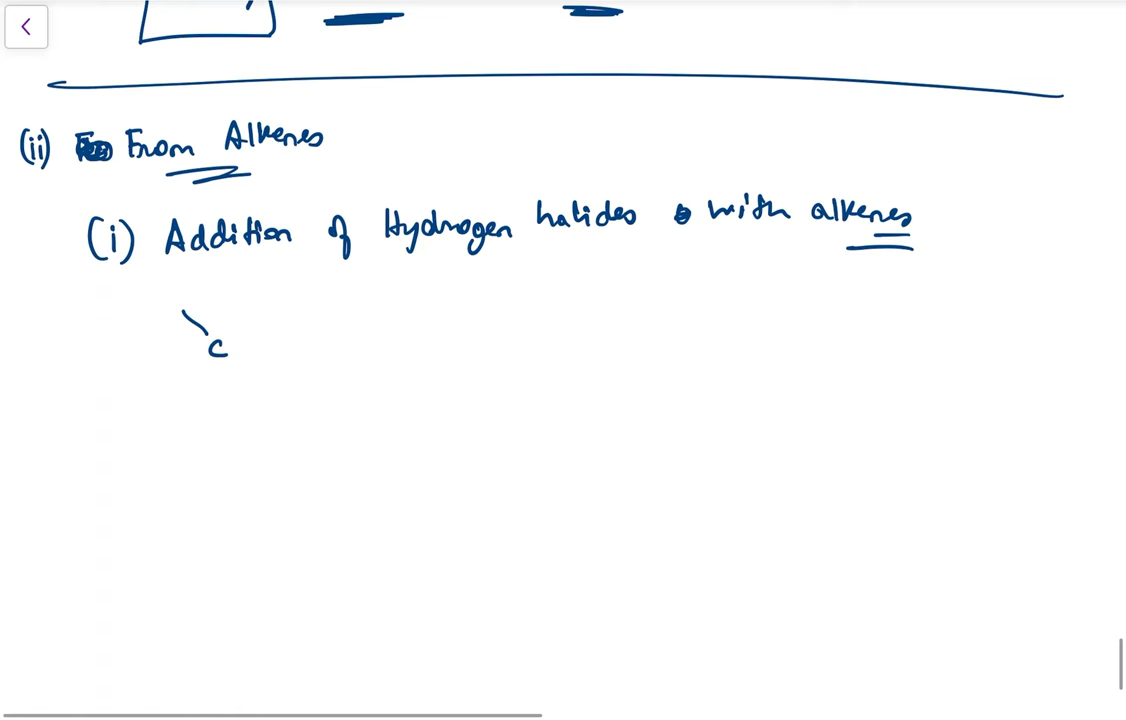 (ii) From Alkenes
(i) Addition of Hydrogen halides with alkenes
C